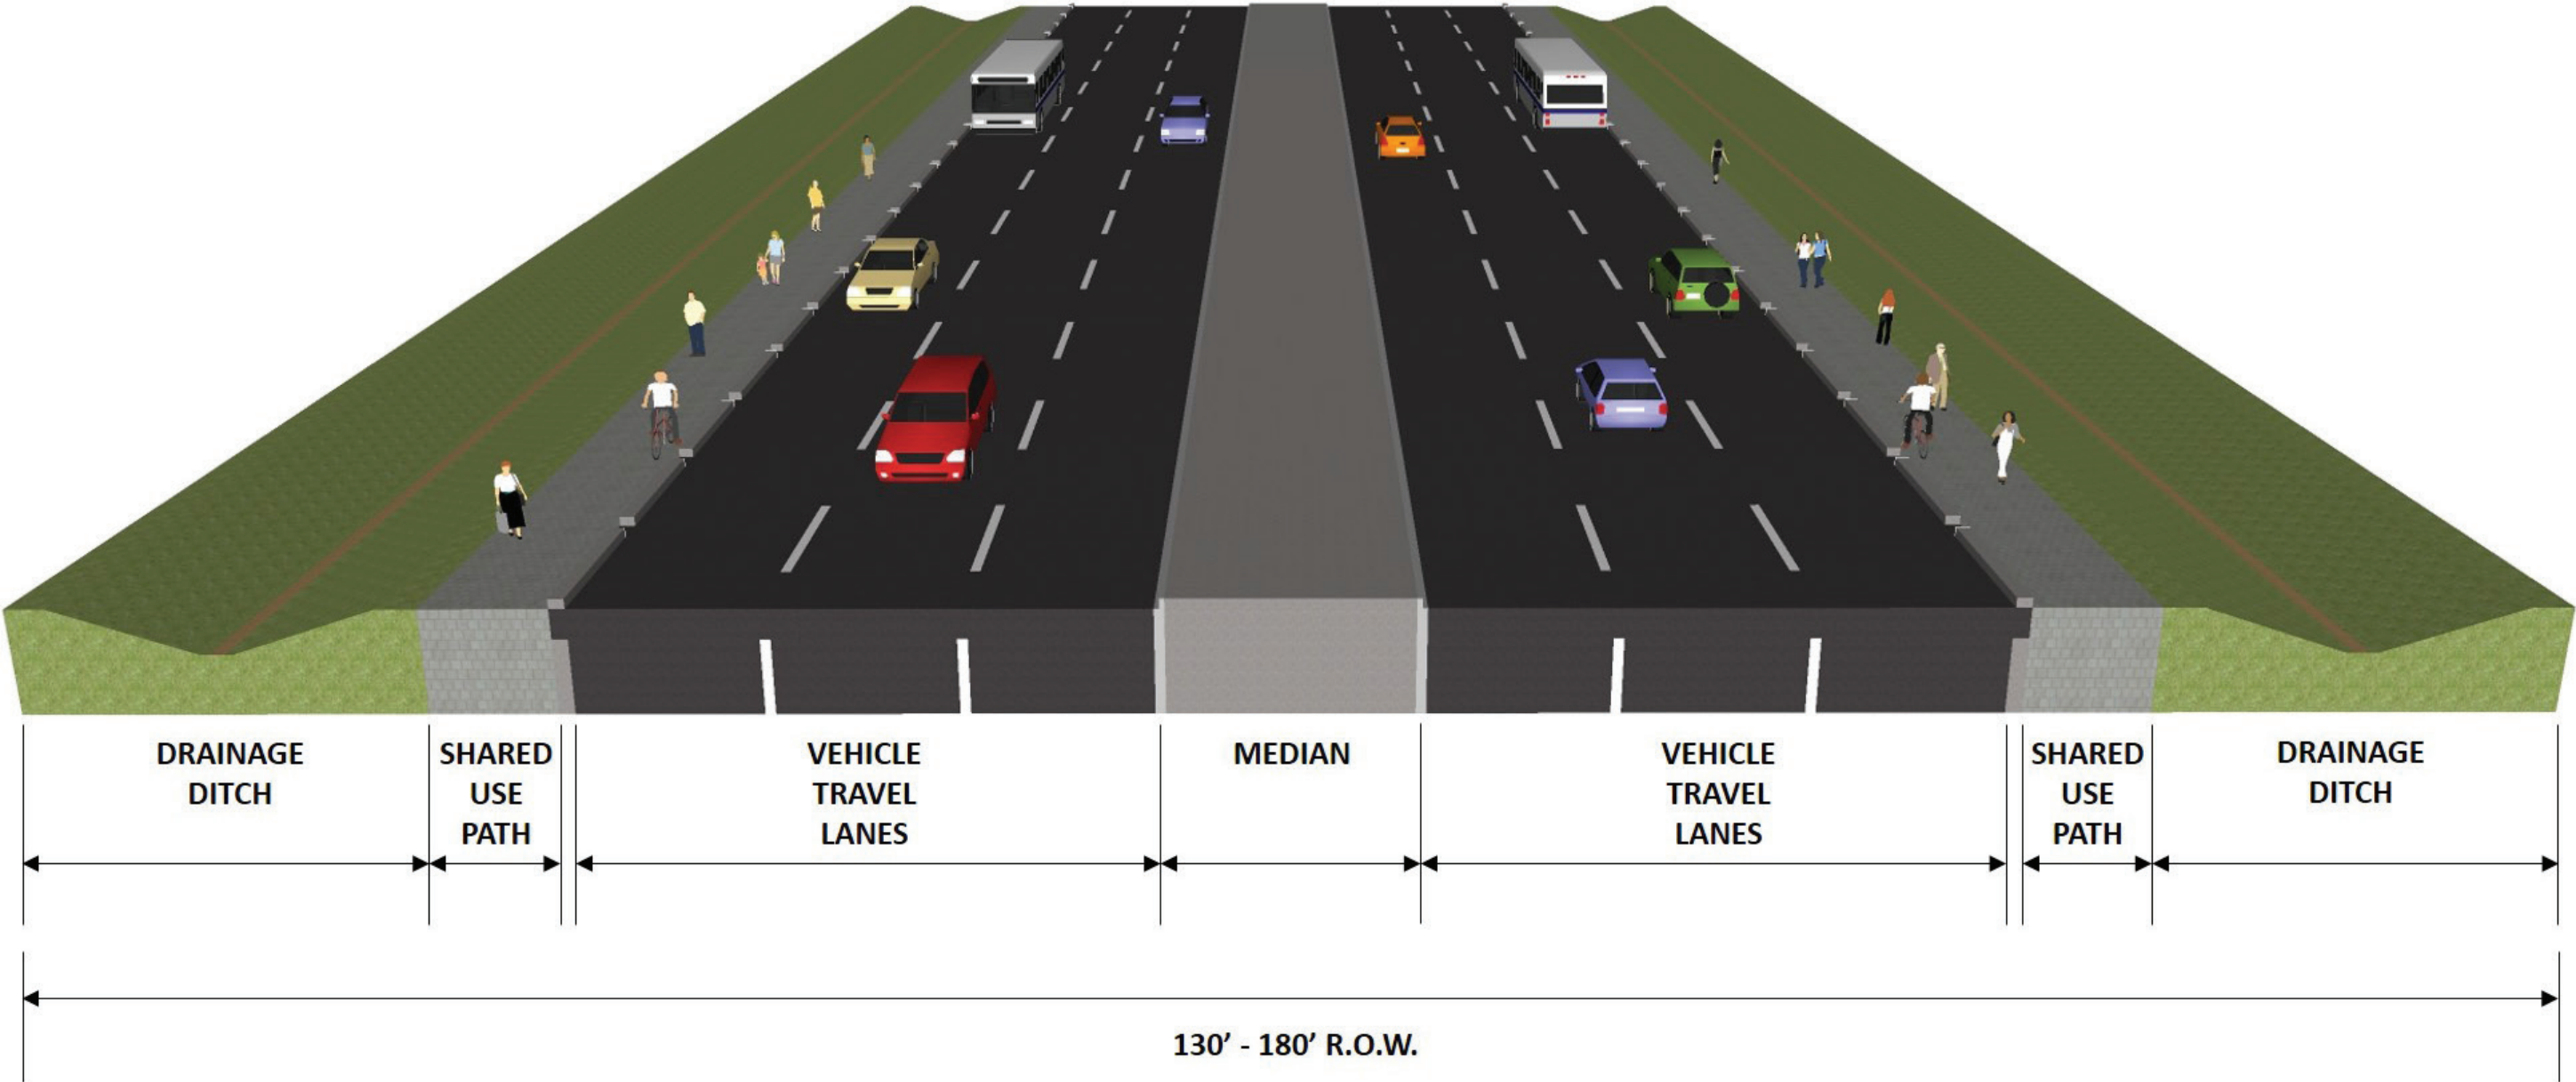 DRAINAGE
DITCH
SHARED
USE
PATH
VEHICLE
TRAVEL
LANES
MEDIAN
VEHICLE
TRAVEL
LANES
SHARED
USE
PATH
DRAINAGE
DITCH
130’ - 180’ R.O.W.